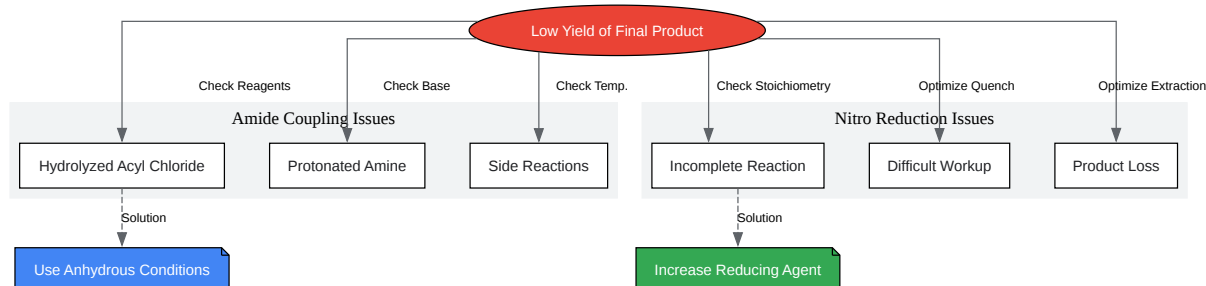 Low Yield of Final Product
Check Reagents
Check Base
Check Temp.
Check Stoichiometry
Optimize Quench
Optimize Extraction
Amide Coupling Issues
Nitro Reduction Issues
Hydrolyzed Acyl Chloride
Protonated Amine
Side Reactions
Incomplete Reaction
Difficult Workup
Product Loss
Solution
Solution
Use Anhydrous Conditions
Increase Reducing Agent